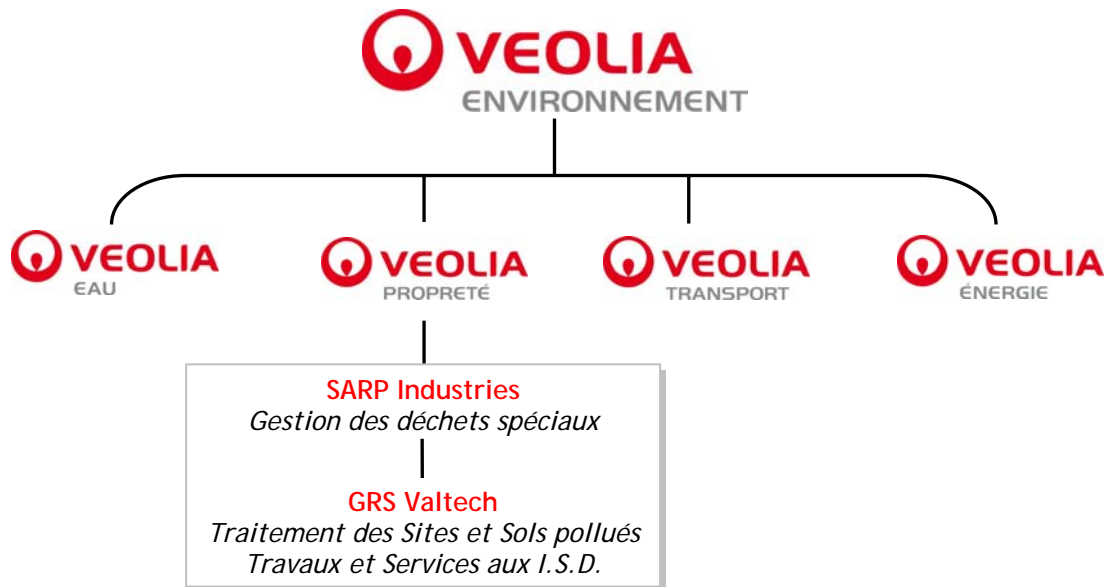 VEOLIA
ENVIRONNEMENT
VEOLIA
EAU
VEOLIA
PROPRETÉ
VEOLIA
TRANSPORT
VEOLIA
ÉNERGIE
SARP Industries
Gestion des déchets spéciaux
GRS Valtech
Traitement des Sites et Sols pollués
Travaux et Services aux I.S.D.